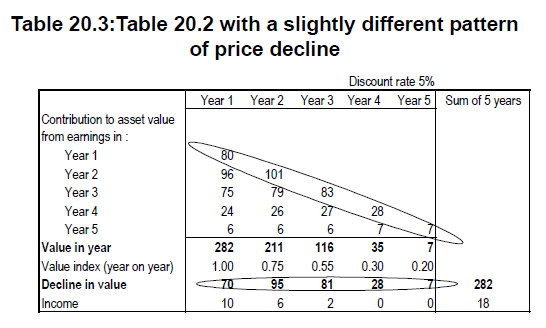 Table 20.3:Table 20.2 with a slightly different pattern
of price decline
Discount rate 5%
Year 1 Year 2 Year 3 Year 4 Year 5 Sum of 5 years
Contribution to asset value
from earnings in :
Year 1 80
Year 2 96 101
Year 3 75 79 83
Year 4 24 26 27 28
Year 5 6 6 6 7 7
Value in year 282 211 116 35 7
Value index (year on year) 1.00 0.75 0.55 0.30 0.20
Decline in value 70 95 81 28 7 282
Income 10 6 2 0 0 18